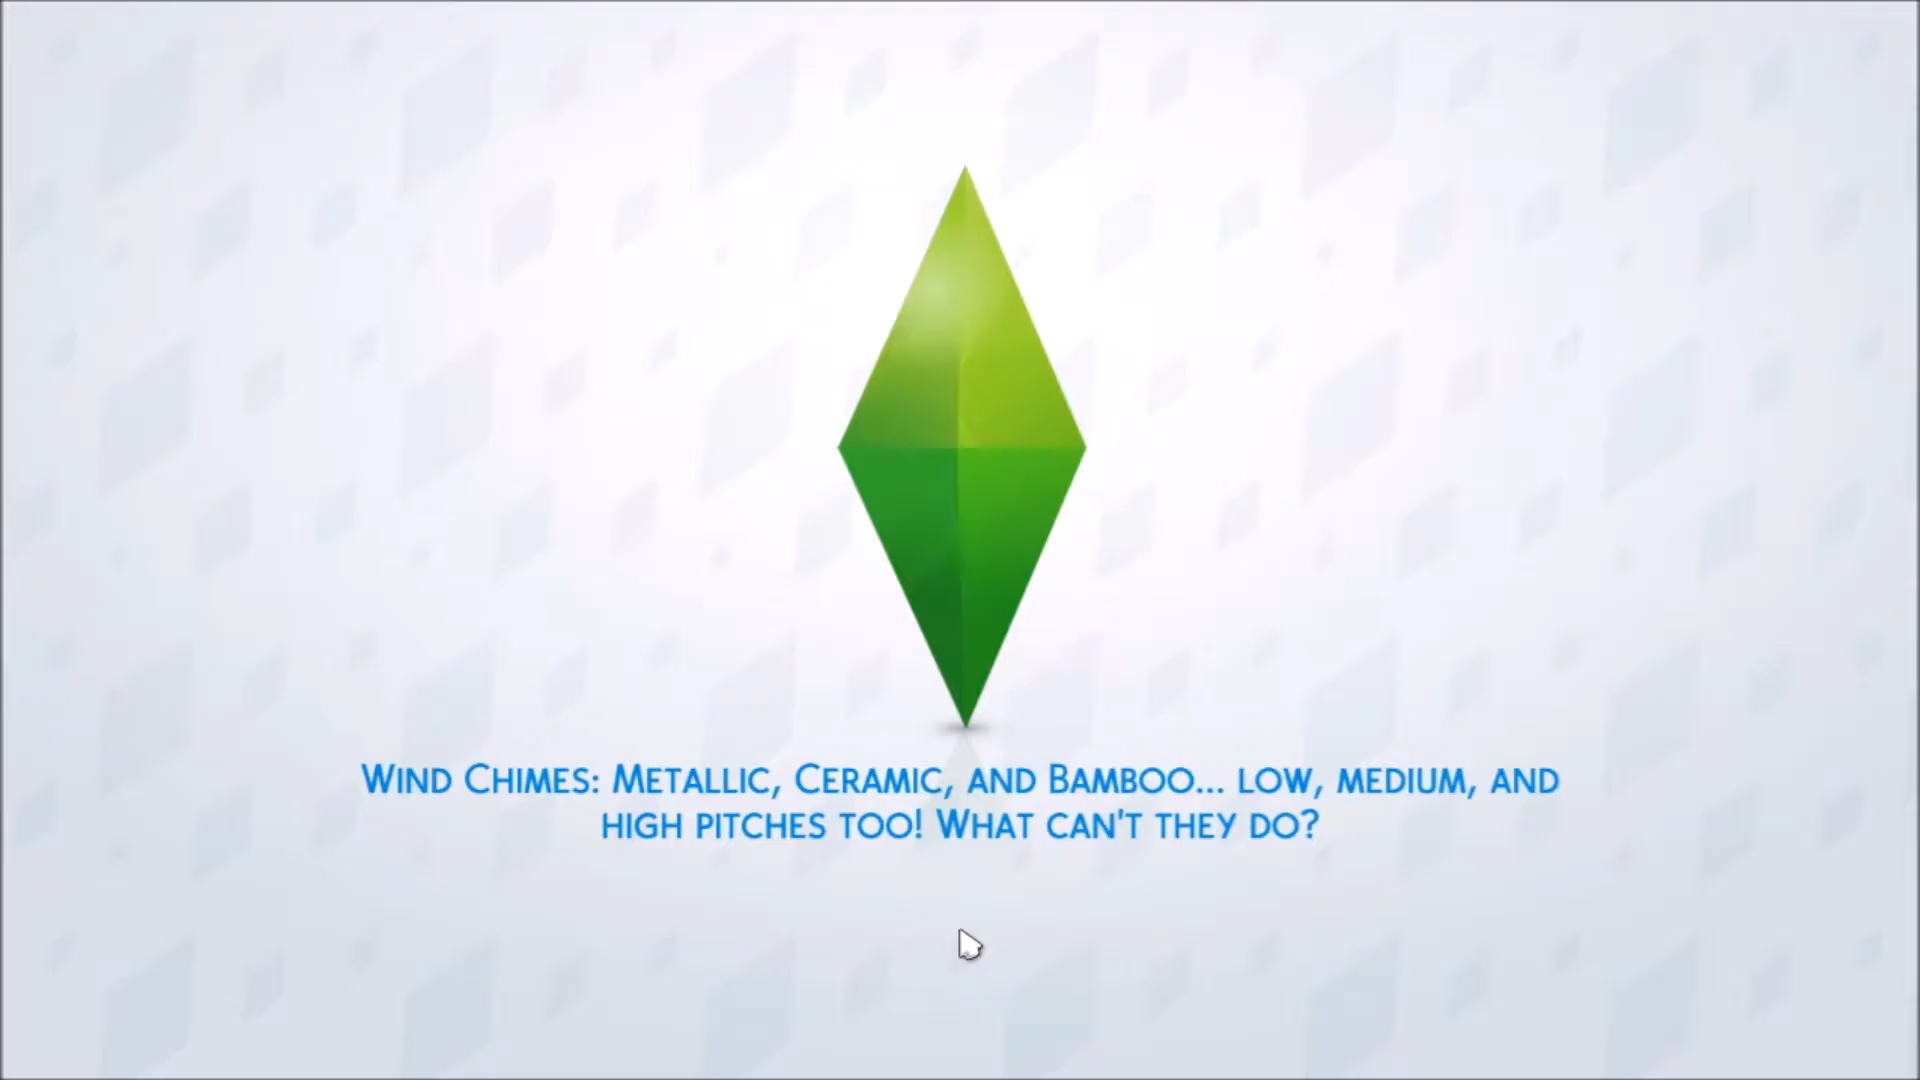 Wind Chimes: Metallic, Ceramic, and Bamboo... low, medium, and
high pitches too! What can't they do?